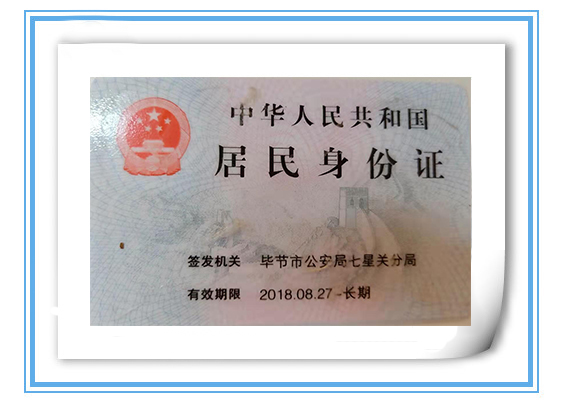 中华人民共和国
居民身份证
签发机关 毕节市公安局七星关分局
有效期限 2018.08.27-长期